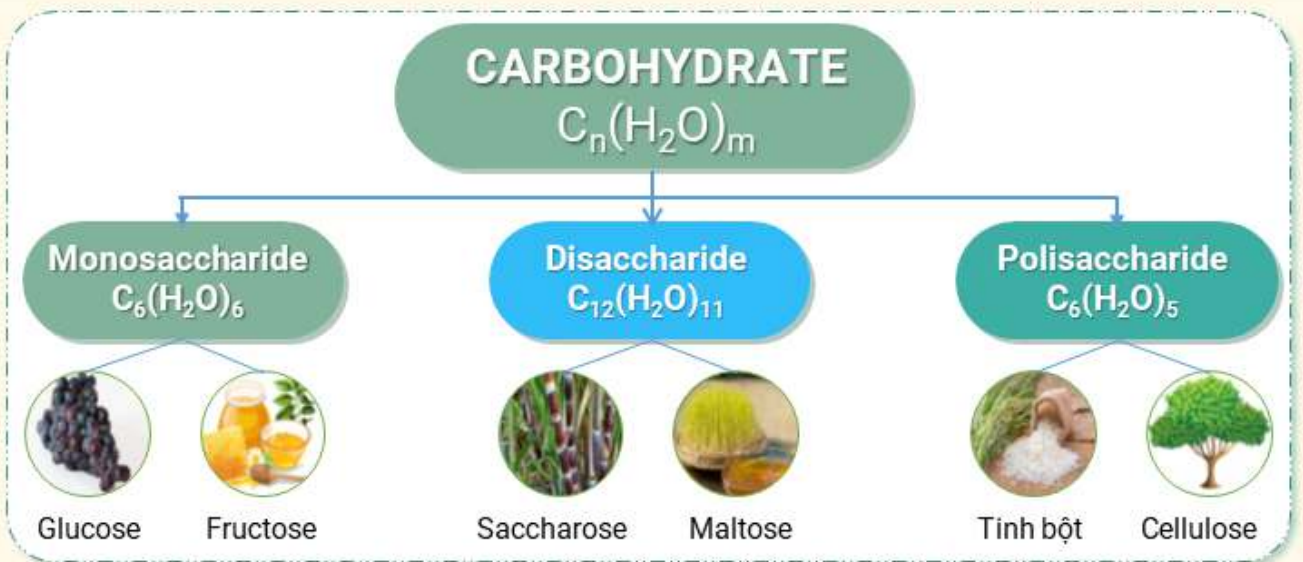 CARBOHYDRATE
Cₙ(H₂O)ₘ
Monosaccharide
C₆(H₂O)₆
Disaccharide
C₁₂(H₂O)₁₁
Polisaccharide
C₆(H₂O)₅
Glucose
Fructose
Saccharose
Maltose
Tinh bột
Cellulose